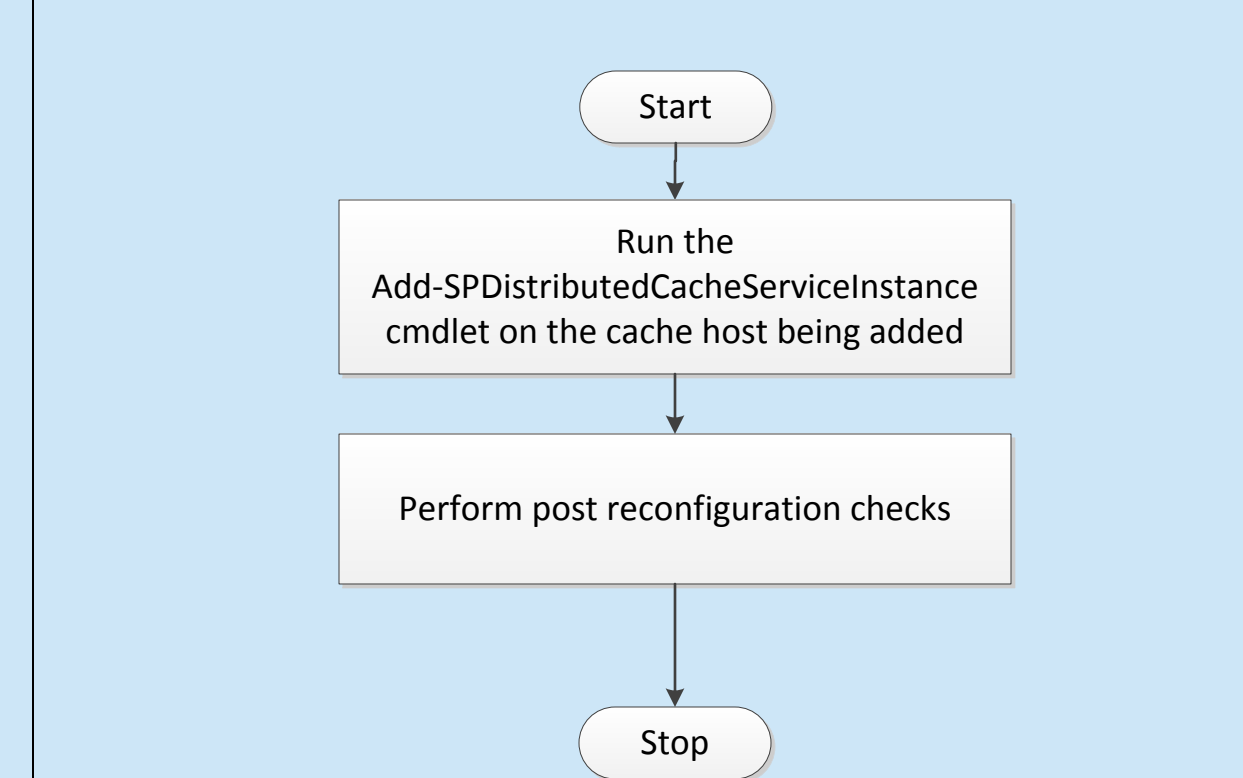 Start
Run the
Add-SPDistributedCacheServiceInstance
cmdlet on the cache host being added
Perform post reconfiguration checks
Stop